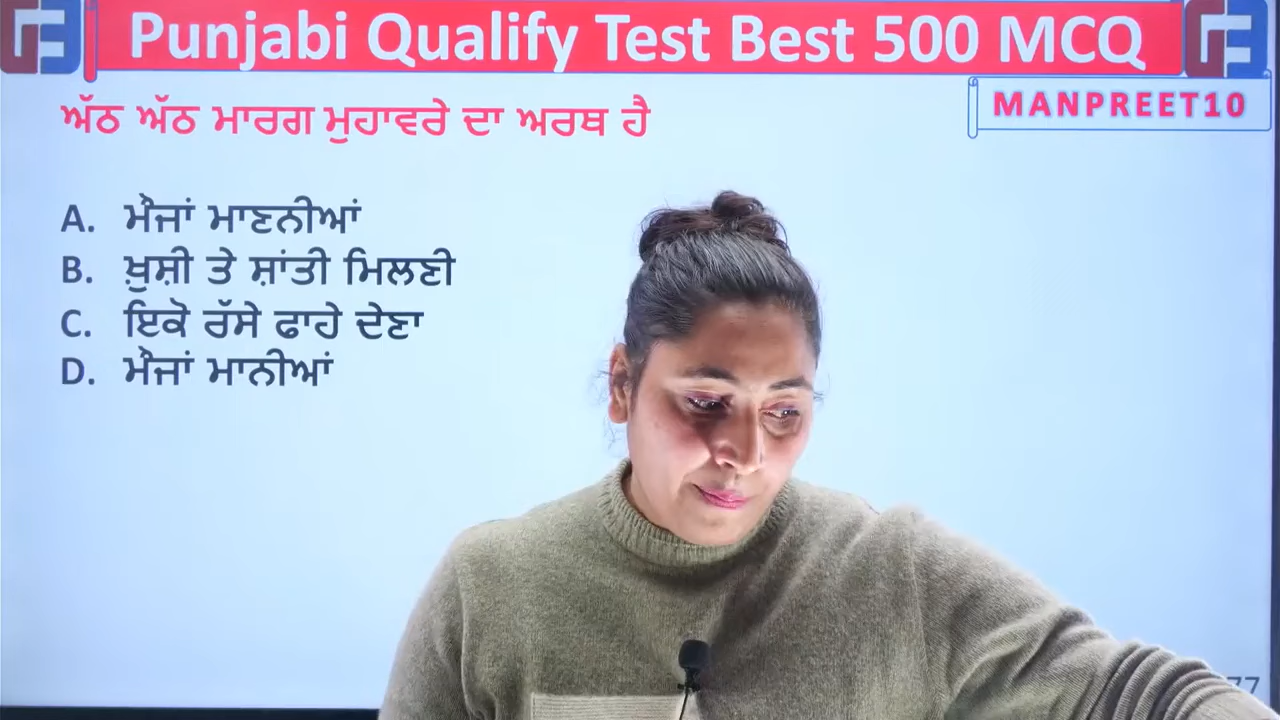 Punjabi Qualify Test Best 500 MCQ
MANPREET10
ਅੱਠ ਅੱਠ ਮਾਰਗ ਮੁਹਾਵਰੇ ਦਾ ਅਰਥ ਹੈ
A. ਮੌਜਾਂ ਮਾਣਨੀਆਂ
B. ਖ਼ੁਸ਼ੀ ਤੇ ਸ਼ਾਂਤੀ ਮਿਲਣੀ
C. ਇਕੋ ਰੱਸੇ ਫਾਹੇ ਦੇਣਾ
D. ਮੌਜਾਂ ਮਾਨੀਆਂ